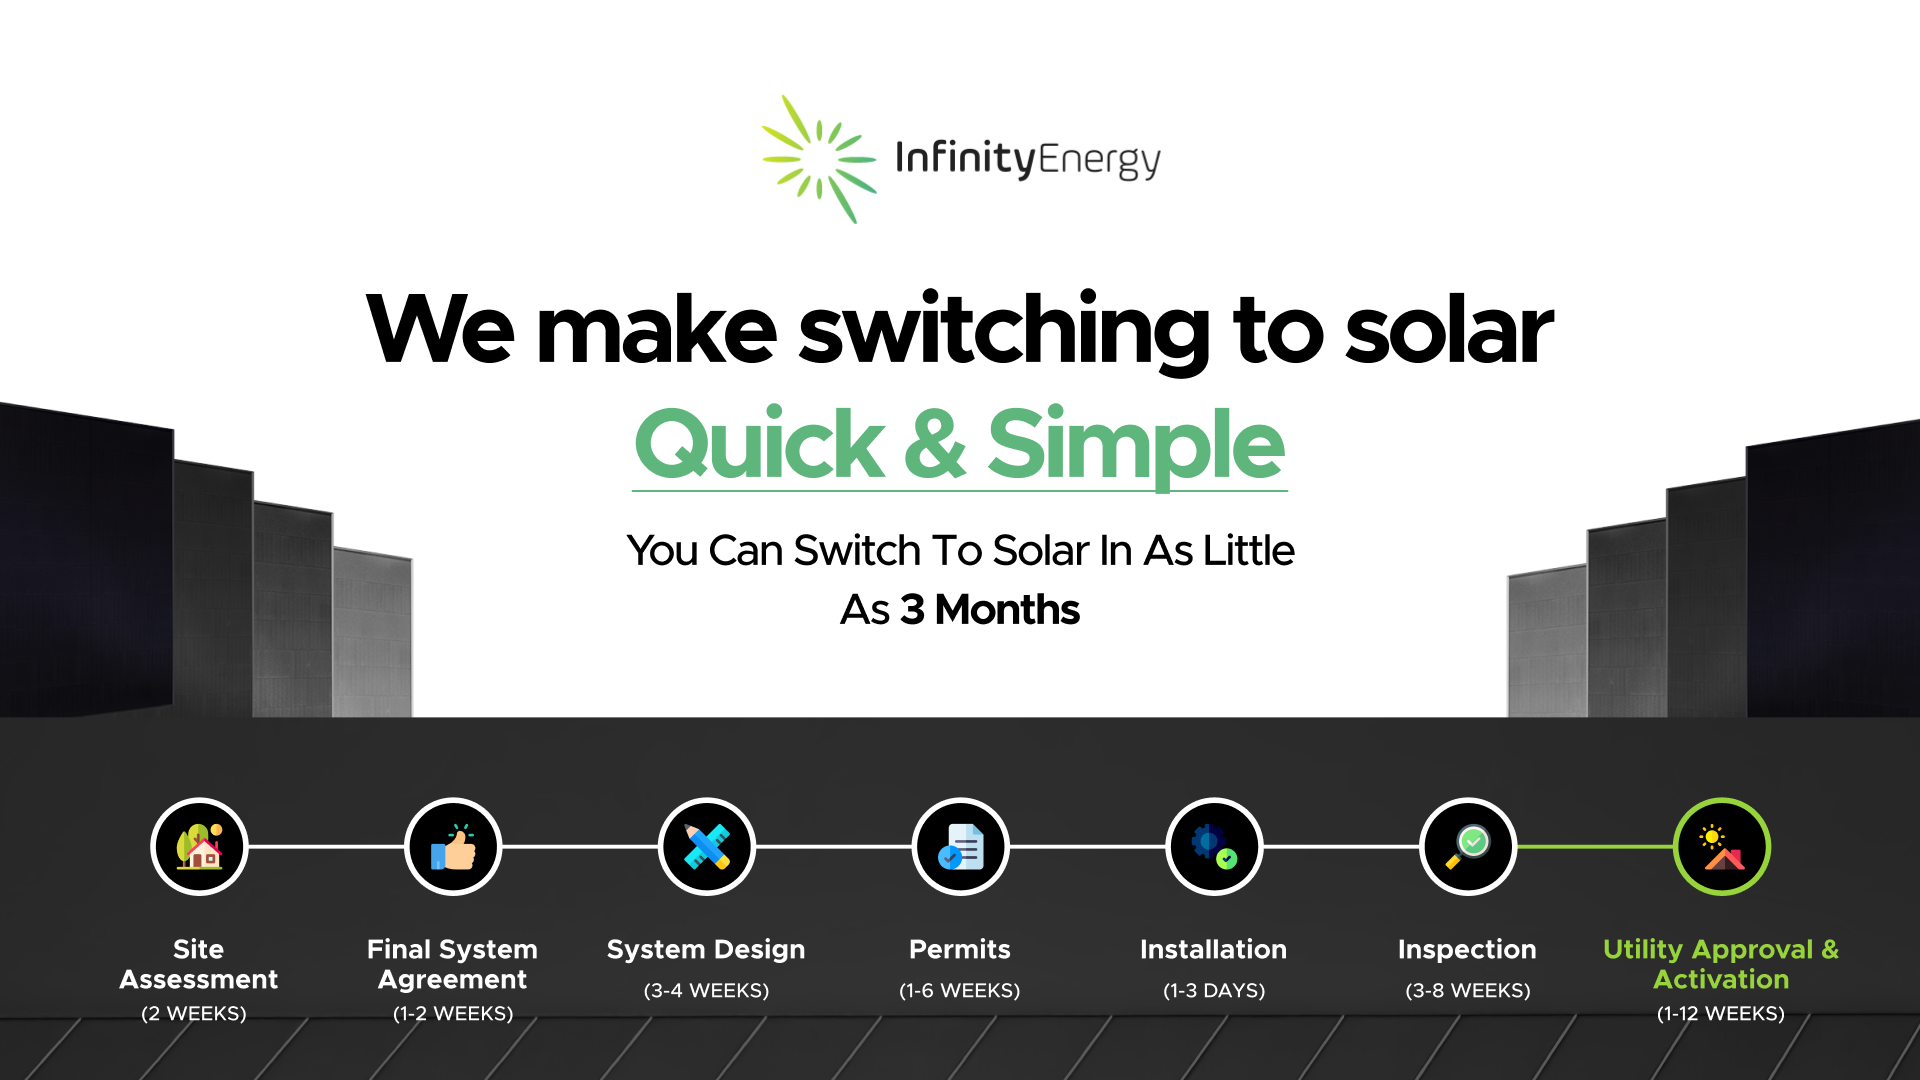 InfinityEnergy
We make switching to solar
Quick & Simple
You Can Switch To Solar In As Little
As 3 Months
Site
Assessment
(2 WEEKS)
Final System
Agreement
(1-2 WEEKS)
System Design
(3-4 WEEKS)
Permits
(1-6 WEEKS)
Installation
(1-3 DAYS)
Inspection
(3-8 WEEKS)
Utility Approval &
Activation
(1-12 WEEKS)